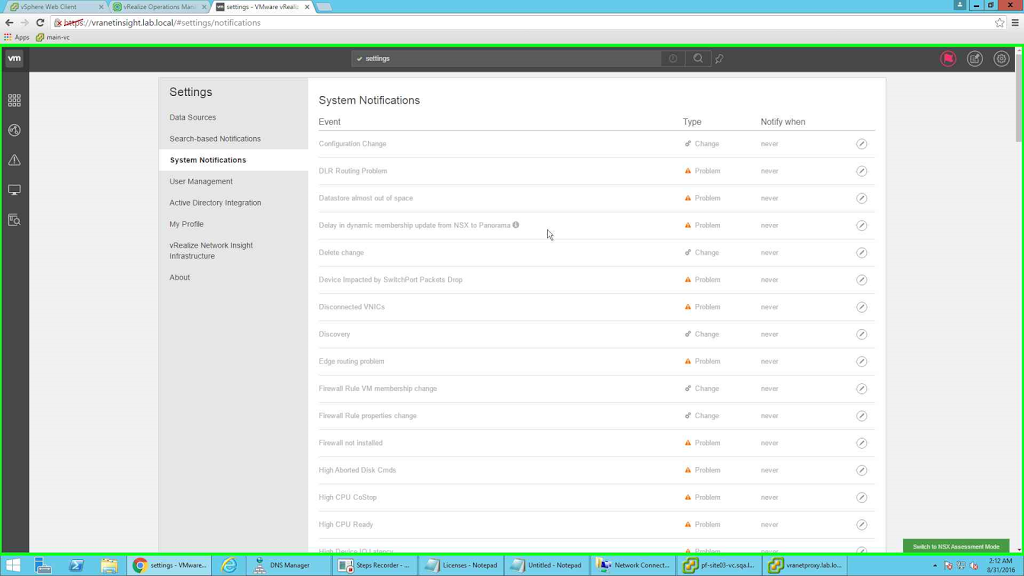 vSphere Web Client
vRealize Operations Man
settings - VMware vReali
https://vranetinsight.lab.local/#settings/notifications
Apps
main-vc
vm
settings
Settings
Data Sources
Search-based Notifications
System Notifications
User Management
Active Directory Integration
My Profile
vRealize Network Insight
Infrastructure
About
System Notifications
Event Type Notify when
Configuration Change Change never
DLR Routing Problem Problem never
Datastore almost out of space Problem never
Delay in dynamic membership update from NSX to Panorama Problem never
Delete change Change never
Device Impacted by SwitchPort Packets Drop Problem never
Disconnected VNICs Problem never
Discovery Change never
Edge routing problem Problem never
Firewall Rule VM membership change Change never
Firewall Rule properties change Change never
Firewall not installed Problem never
High Aborted Disk Cmds Problem never
High CPU CoStop Problem never
High CPU Ready Problem never
High Device IO Latency Problem never
Switch to NSX Assessment Mode
settings - VMware...
DNS Manager
Steps Recorder - ...
Licenses - Notepad
Untitled - Notepad
Network Connect...
pf-site03-vc.sqa.l...
vranetproxy.lab.lo...
2:12 AM
8/31/2016